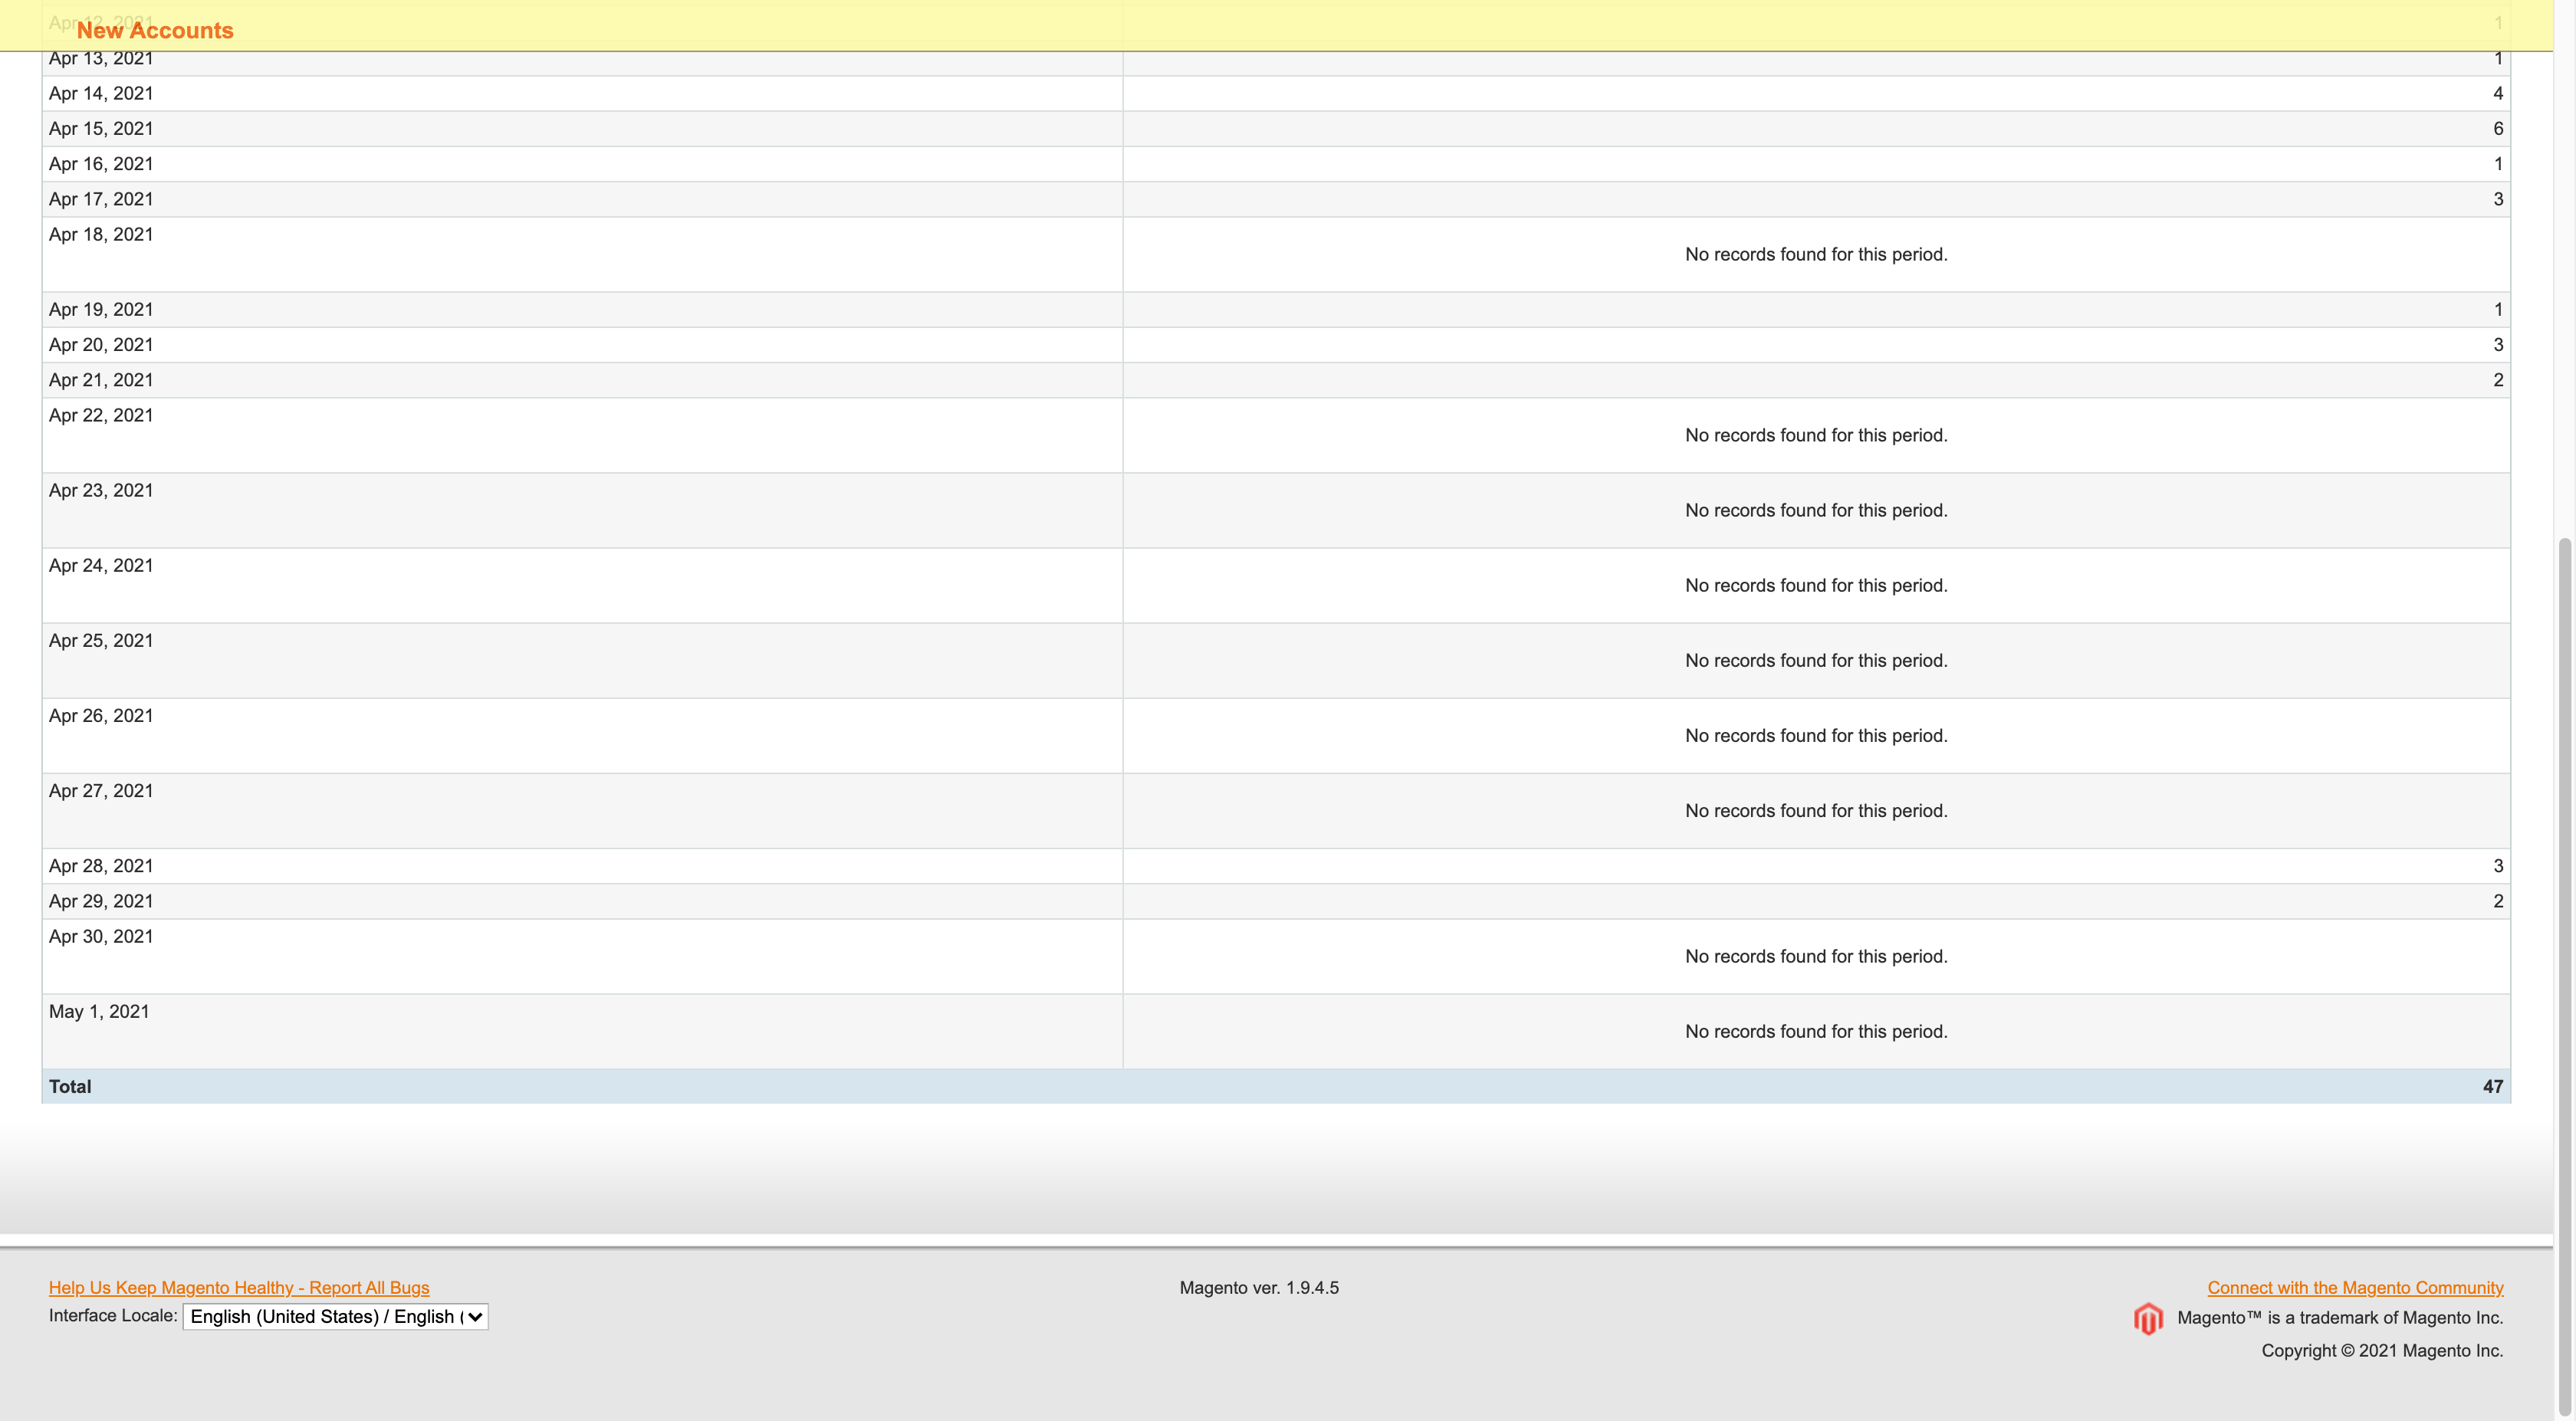 Apr 12, 2021 1
New Accounts
Apr 13, 2021 1
Apr 14, 2021 4
Apr 15, 2021 6
Apr 16, 2021 1
Apr 17, 2021 3
Apr 18, 2021 No records found for this period.
Apr 19, 2021 1
Apr 20, 2021 3
Apr 21, 2021 2
Apr 22, 2021 No records found for this period.
Apr 23, 2021 No records found for this period.
Apr 24, 2021 No records found for this period.
Apr 25, 2021 No records found for this period.
Apr 26, 2021 No records found for this period.
Apr 27, 2021 No records found for this period.
Apr 28, 2021 3
Apr 29, 2021 2
Apr 30, 2021 No records found for this period.
May 1, 2021 No records found for this period.
Total 47
Help Us Keep Magento Healthy - Report All Bugs Magento ver. 1.9.4.5 Connect with the Magento Community
Interface Locale: English (United States) / English ( Magento™ is a trademark of Magento Inc.
Copyright © 2021 Magento Inc.